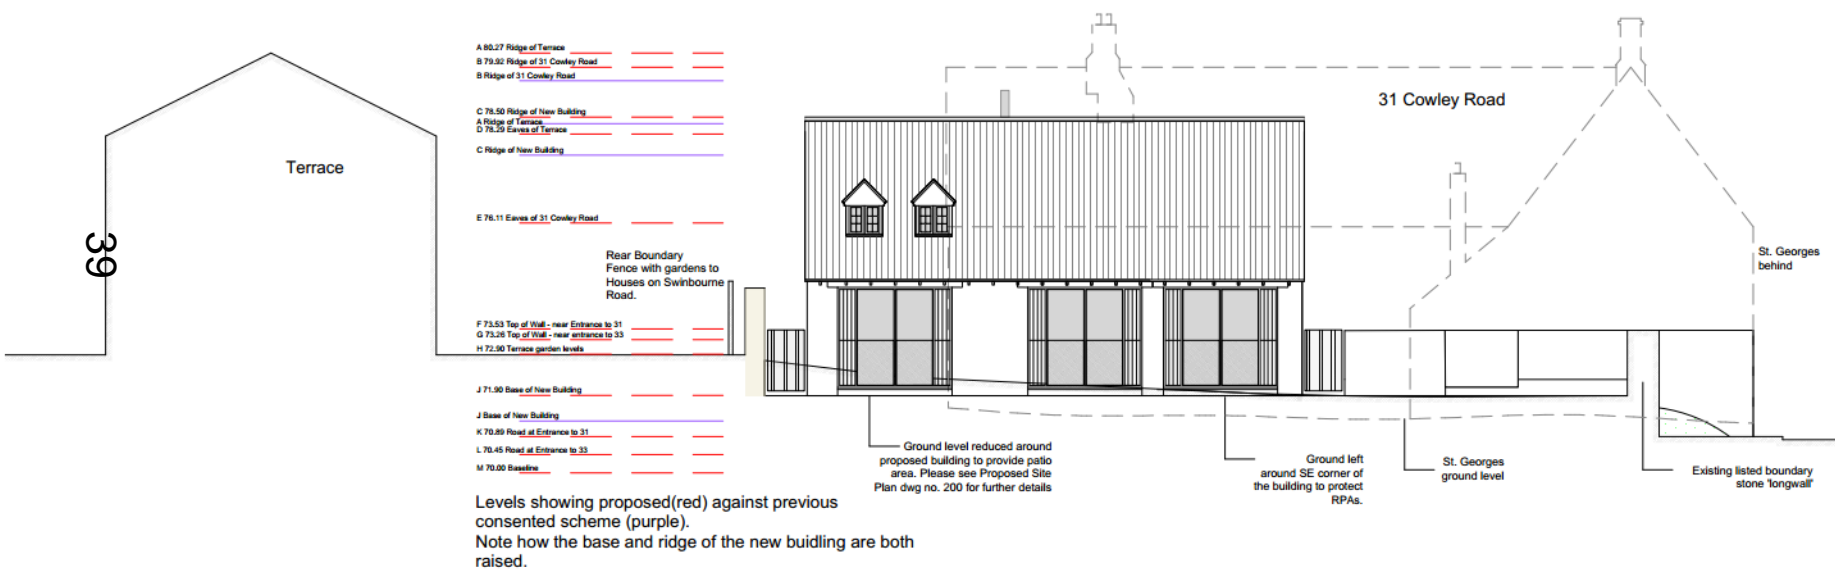 A 80.27 Ridge of Terrace
B 79.92 Ridge of 31 Cowley Road
B Ridge of 31 Cowley Road
C 78.50 Ridge of New Building
A Ridge of Terrace
D 78.29 Eaves of Terrace
C Ridge of New Building
E 76.11 Eaves of 31 Cowley Road
F 73.53 Top of Wall - near Entrance to 31
G 73.26 Top of Wall - near entrance to 33
H 72.90 Terrace garden levels
J 71.90 Base of New Building
J Base of New Building
K 70.89 Road at Entrance to 31
L 70.45 Road at Entrance to 33
M 70.00 Baseline
Terrace
39
Rear Boundary
Fence with gardens to
Houses on Swinbourne
Road.
31 Cowley Road
St. Georges
behind
Ground level reduced around
proposed building to provide patio
area. Please see Proposed Site
Plan dwg no. 200 for further details
Ground left
around SE corner of
the building to protect
RPAs.
St. Georges
ground level
Existing listed boundary
stone 'longwall'
Levels showing proposed(red) against previous
consented scheme (purple).
Note how the base and ridge of the new buidling are both
raised.